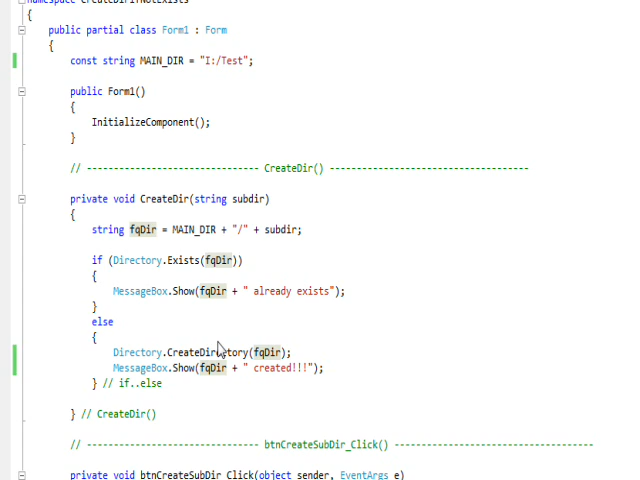 namespace CreateDirIfNotExists
{
public partial class Form1 : Form
{
const string MAIN_DIR = "I:/Test";
public Form1()
{
InitializeComponent();
}
// -------------------------------- CreateDir() -------------------------------------
private void CreateDir(string subdir)
{
string fqDir = MAIN_DIR + "/" + subdir;
if (Directory.Exists(fqDir))
{
MessageBox.Show(fqDir + " already exists");
}
else
{
Directory.CreateDirectory(fqDir);
MessageBox.Show(fqDir + " created!!!");
} // if..else
} // CreateDir()
// -------------------------------- btnCreateSubDir_Click() -------------------------------------
private void btnCreateSubDir_Click(object sender, EventArgs e)